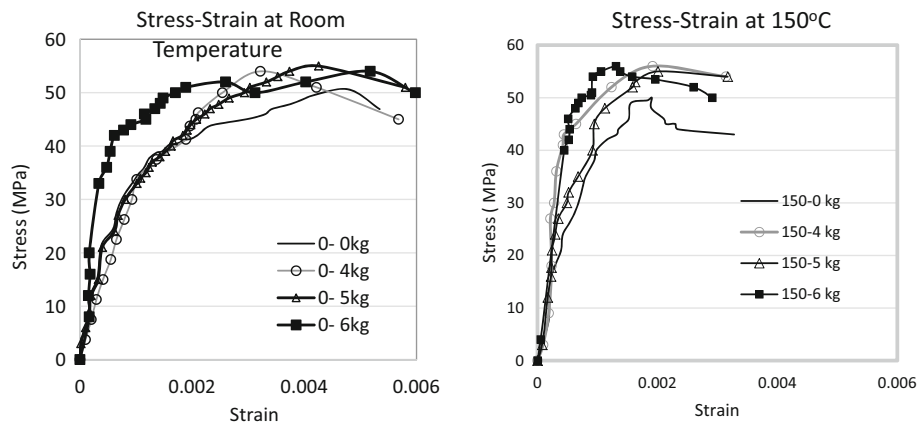 Stress-Strain at Room
Temperature
60
50
40
30
20
10
0
Stress (MPa)
0
0.002
0.004
0.006
Strain
0- 0kg
0- 4kg
0- 5kg
0- 6kg
Stress-Strain at 150°C
60
50
40
30
20
10
0
Stress ( MPa)
0
0.002
0.004
0.006
Strain
150-0 kg
150-4 kg
150-5 kg
150-6 kg